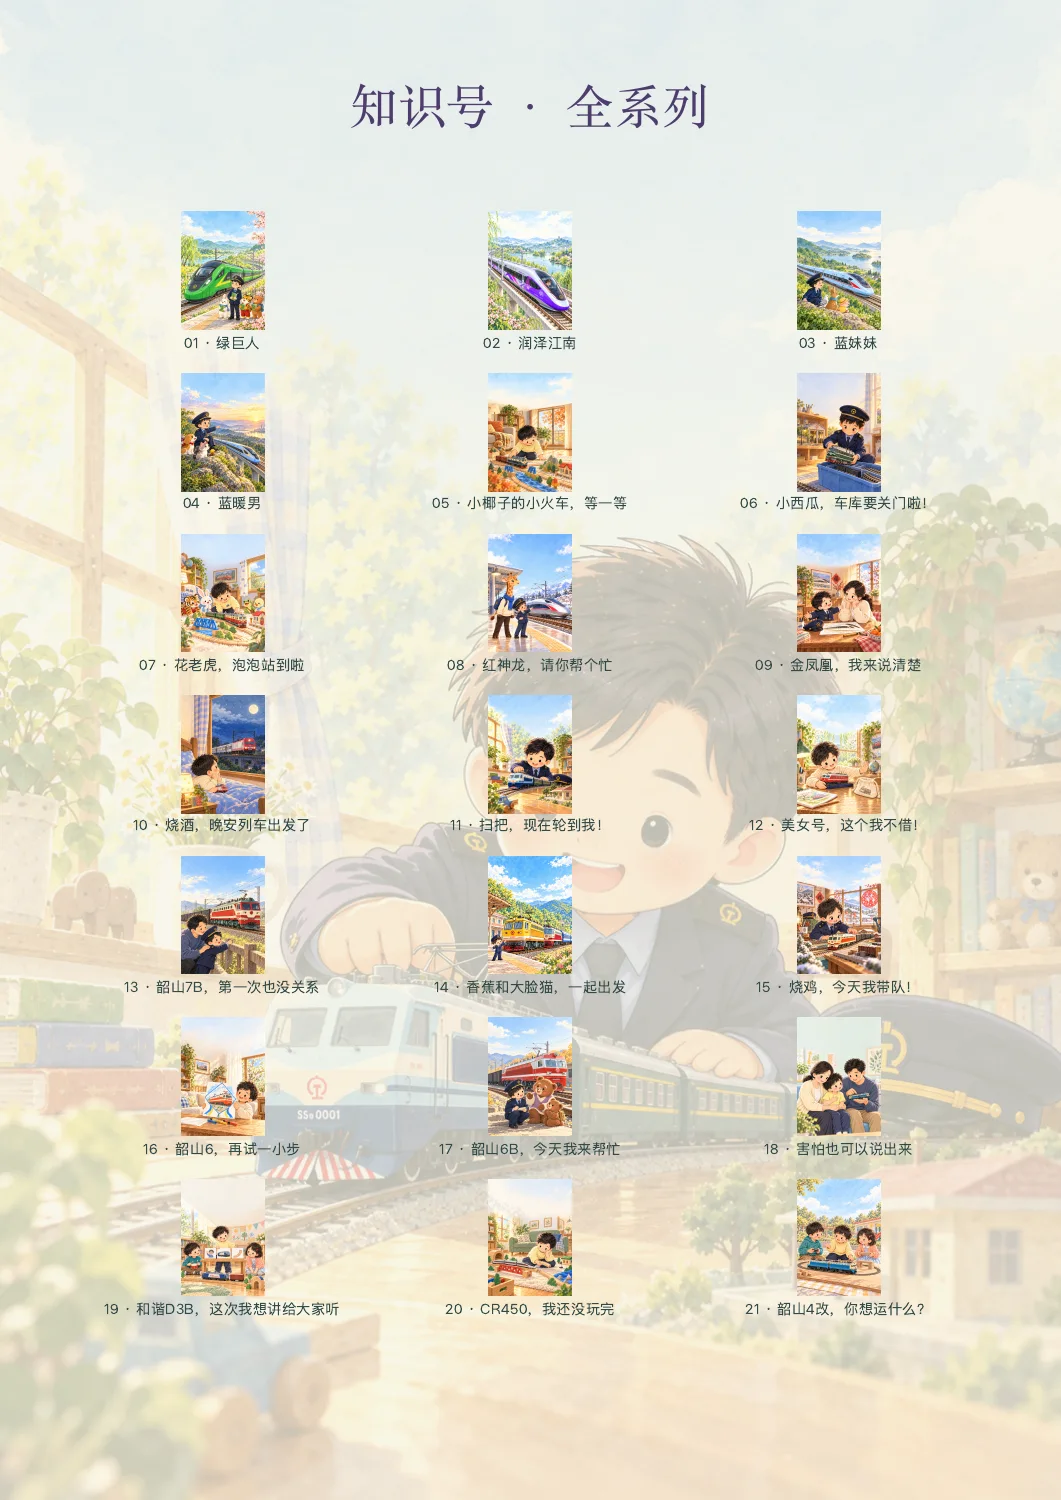 知识号 · 全系列
01 · 绿巨人
02 · 润泽江南
03 · 蓝妹妹
04 · 蓝暖男
05 · 小椰子的小火车，等一等
06 · 小西瓜，车库要关门啦！
07 · 花老虎，泡泡站到啦
08 · 红神龙，请你帮个忙
09 · 金凤凰，我来说清楚
10 · 烧酒，晚安列车出发了
11 · 扫把，现在轮到我！
12 · 美女号，这个我不借！
13 · 韶山7B，第一次也没关系
14 · 香蕉和大脸猫，一起出发
15 · 烧鸡，今天我带队！
SS₉0001
16 · 韶山6，再试一小步
17 · 韶山6B，今天我来帮忙
18 · 害怕也可以说出来
19 · 和谐D3B，这次我想讲给大家听
20 · CR450，我还没玩完
21 · 韶山4改，你想运什么？